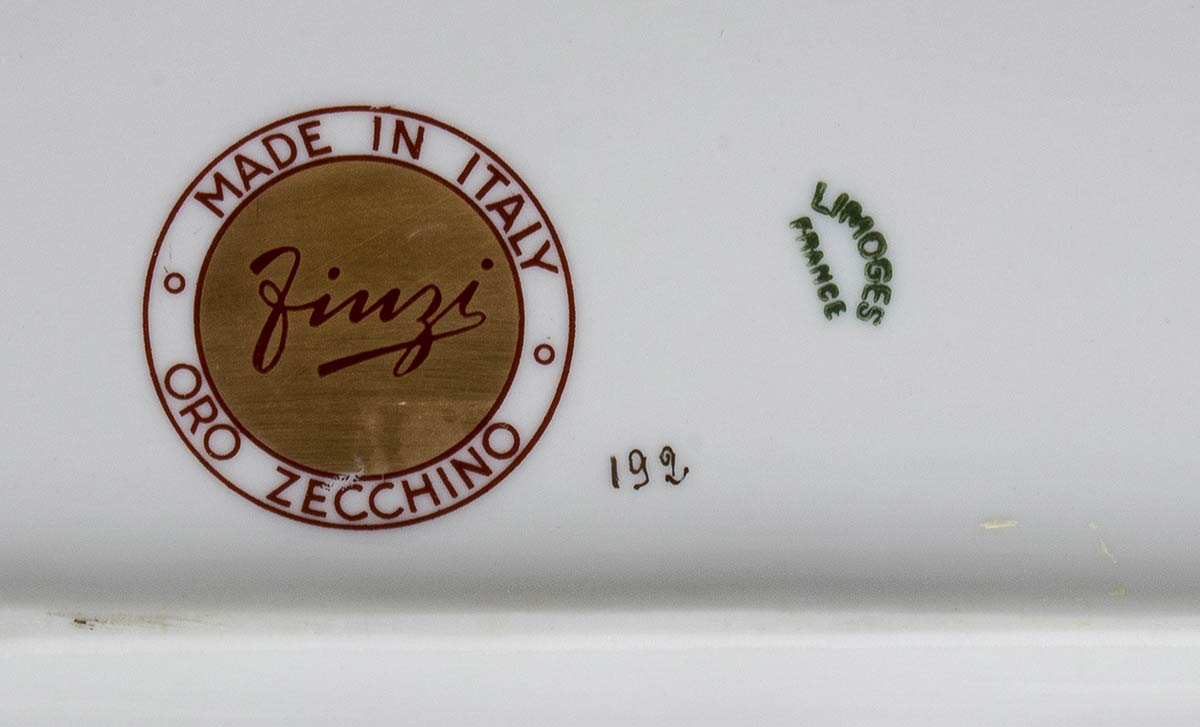 MADE IN ITALY
Finzi
ORO ZECCHINO
LIMOGES
FRANCE
192